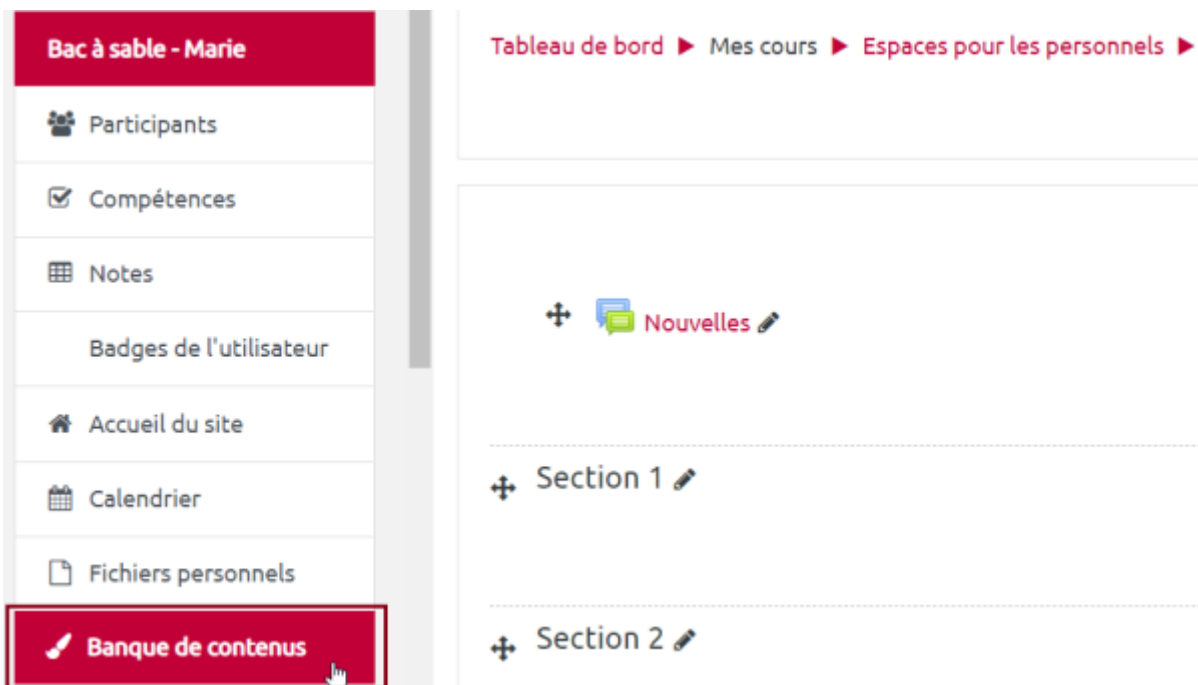 Bac à sable - Marie
Participants
Compétences
Notes
Badges de l'utilisateur
Accueil du site
Calendrier
Fichiers personnels
Banque de contenus
Tableau de bord ▶ Mes cours ▶ Espaces pour les personnels ▶
Nouvelles
Section 1
Section 2